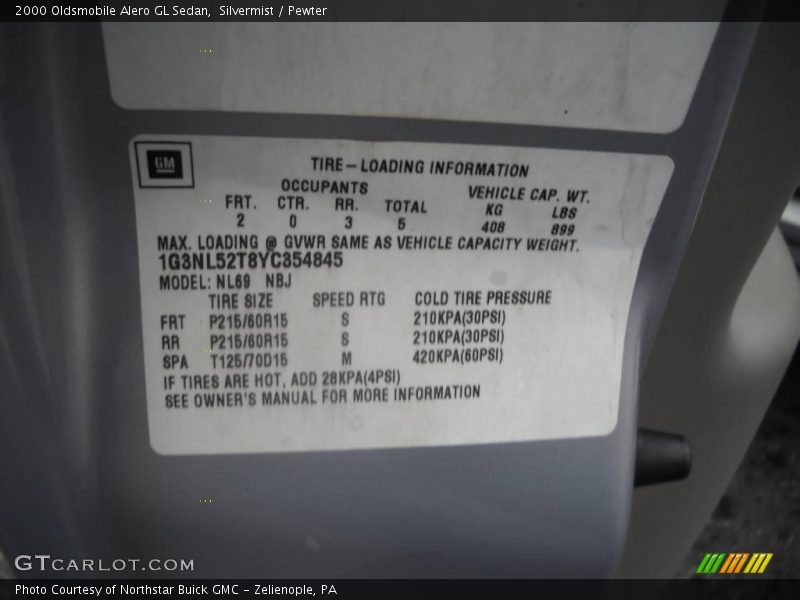 2000 Oldsmobile Alero GL Sedan, Silvermist / Pewter
GM
TIRE-LOADING INFORMATION
OCCUPANTS VEHICLE CAP. WT.
FRT. CTR. RR. TOTAL KG LBS
2 0 3 5 408 899
MAX. LOADING @ GVWR SAME AS VEHICLE CAPACITY WEIGHT.
1G3NL52T8YC354845
MODEL: NL69 NBJ
TIRE SIZE SPEED RTG COLD TIRE PRESSURE
FRT P215/60R15 S 210KPA(30PSI)
RR P215/60R15 S 210KPA(30PSI)
SPA T125/70D15 M 420KPA(60PSI)
IF TIRES ARE HOT, ADD 28KPA(4PSI)
SEE OWNER'S MANUAL FOR MORE INFORMATION
GTCARLOT.COM
Photo Courtesy of Northstar Buick GMC - Zelienople, PA